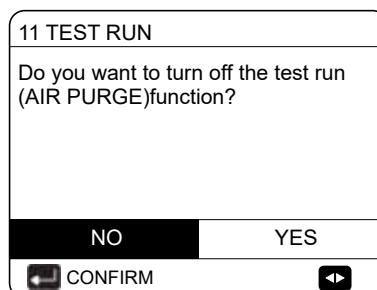 11 TEST RUN
Do you want to turn off the test run
(AIR PURGE)function?
NO YES
CONFIRM